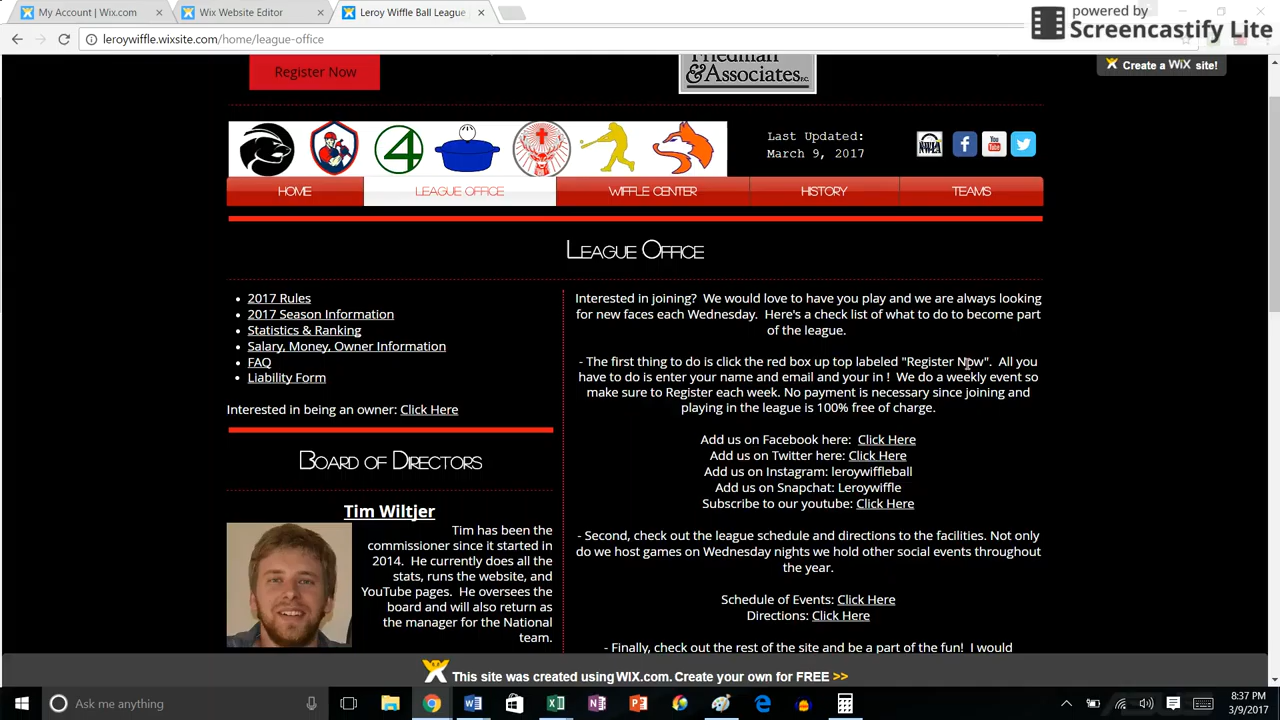 My Account | Wix.com
Wix Website Editor
Leroy Wiffle Ball League
powered by
Screencastify Lite
leroywiffle.wixsite.com/home/league-office
Create a WiX site!
Register Now
Friedman
&Associates P.C.
4
Last Updated:
March 9, 2017
NWLA
You
Tube
HOME
LEAGUE OFFICE
WIFFLE CENTER
HISTORY
TEAMS
LEAGUE OFFICE
• 2017 Rules
• 2017 Season Information
• Statistics & Ranking
• Salary, Money, Owner Information
• FAQ
• Liability Form
Interested in being an owner: Click Here
BOARD OF DIRECTORS
Tim Wiltjer
Tim has been the
commissioner since it started in
2014. He currently does all the
stats, runs the website, and
YouTube pages. He oversees the
board and will also return as
the manager for the National
team.
Interested in joining? We would love to have you play and we are always looking
for new faces each Wednesday. Here's a check list of what to do to become part
of the league.
- The first thing to do is click the red box up top labeled "Register Now". All you
have to do is enter your name and email and your in ! We do a weekly event so
make sure to Register each week. No payment is necessary since joining and
playing in the league is 100% free of charge.
Add us on Facebook here: Click Here
Add us on Twitter here: Click Here
Add us on Instagram: leroywiffleball
Add us on Snapchat: Leroywiffle
Subscribe to our youtube: Click Here
- Second, check out the league schedule and directions to the facilities. Not only
do we host games on Wednesday nights we hold other social events throughout
the year.
Schedule of Events: Click Here
Directions: Click Here
- Finally, check out the rest of the site and be a part of the fun! I would
This site was created using WIX.com. Create your own for FREE >>
Ask me anything
8:37 PM
3/9/2017